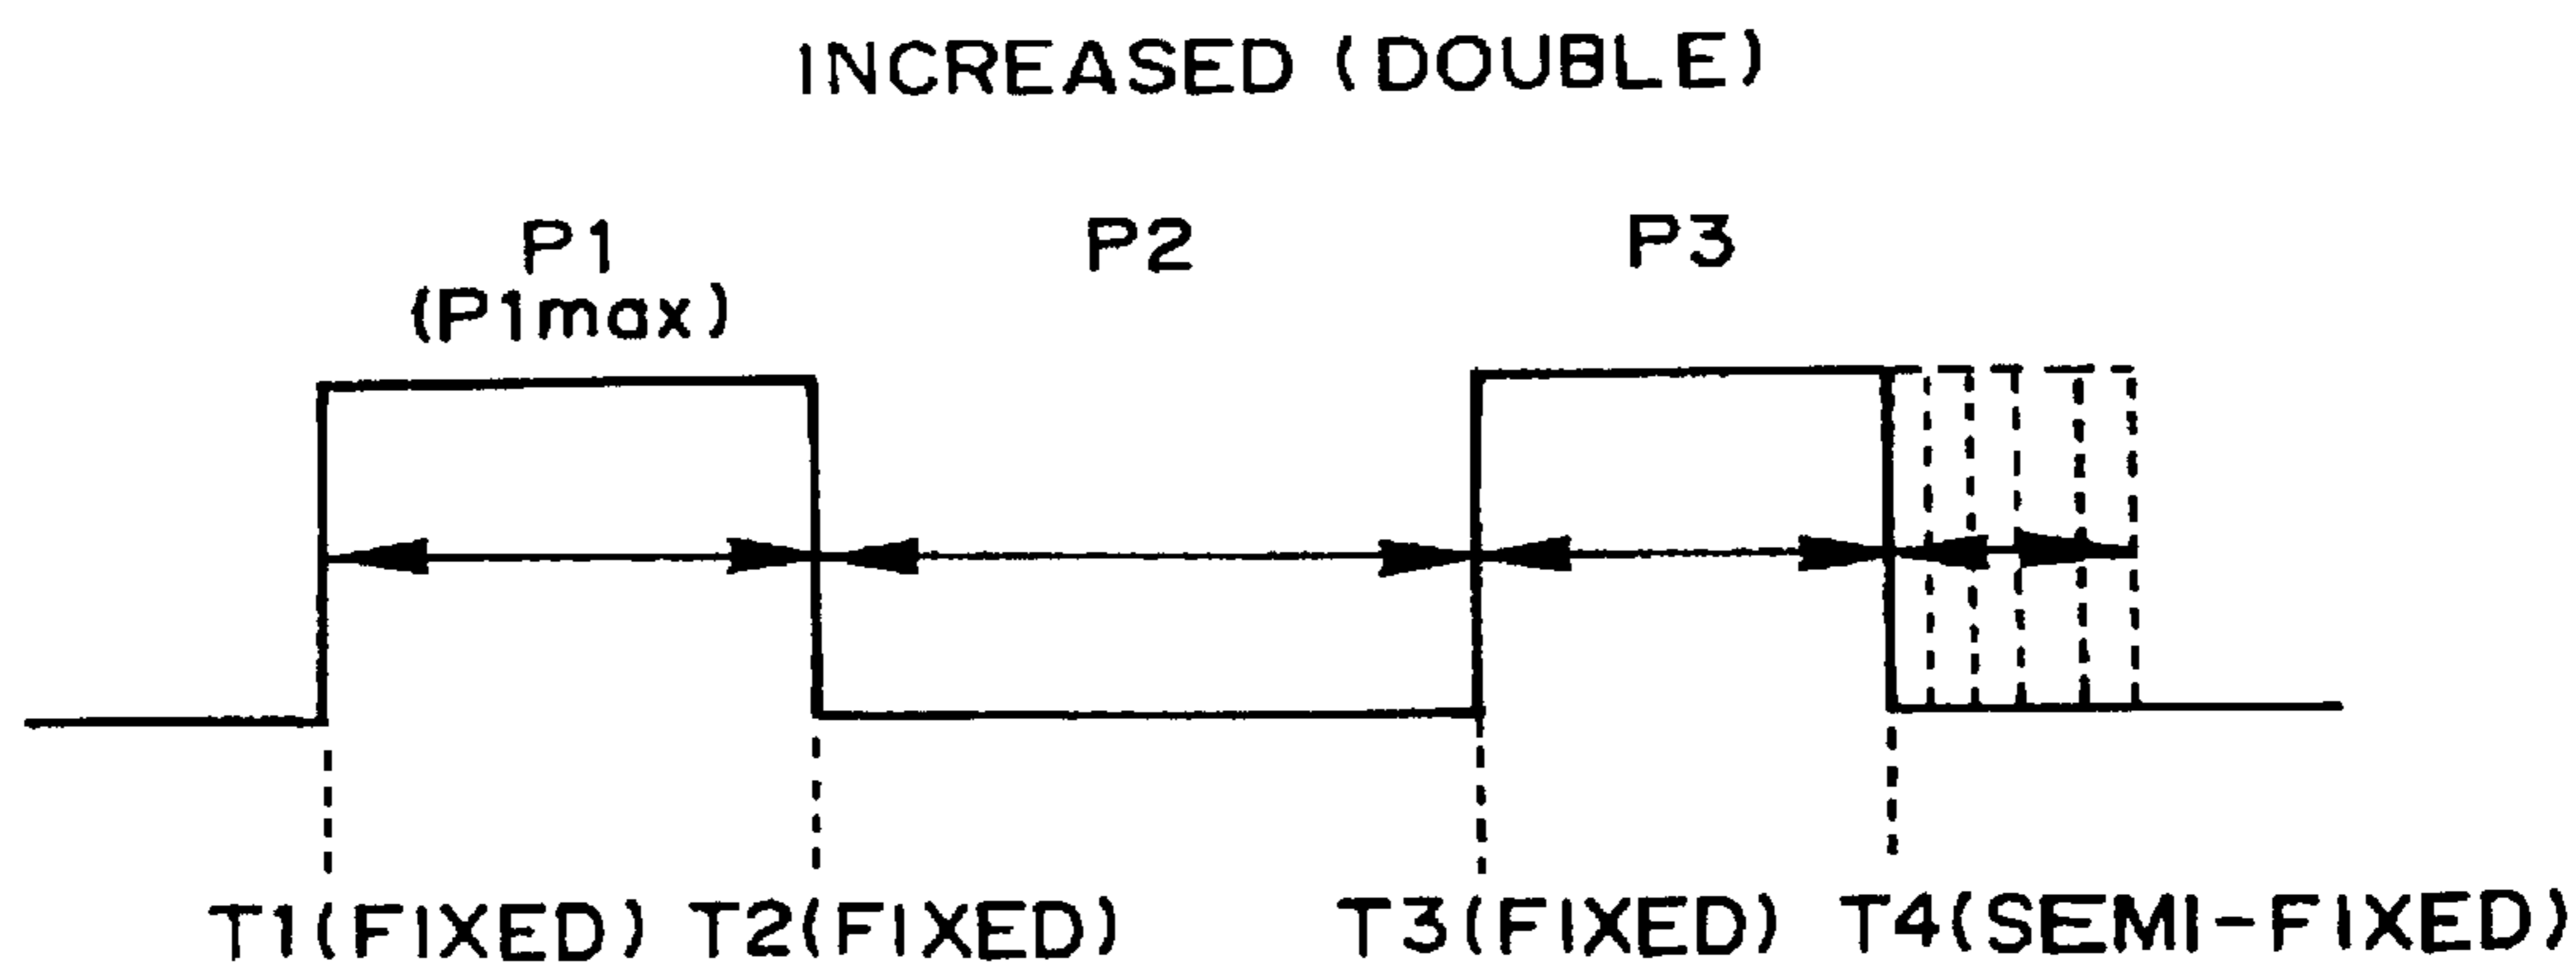 INCREASED (DOUBLE)
P1 P2 P3
(P1max)
T1(FIXED) T2(FIXED) T3(FIXED) T4(SEMI-FIXED)